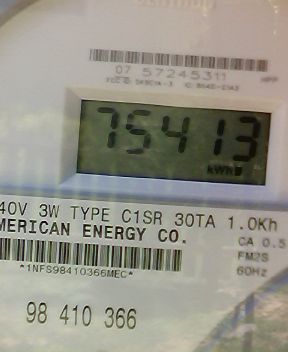 07 57245311
75413
kWh
40V 3W TYPE C1SR 30TA 1.0Kh
MERICAN ENERGY CO.
CA 0.5
FM2S
60Hz
*1NFS98410366MEC*
98 410 366